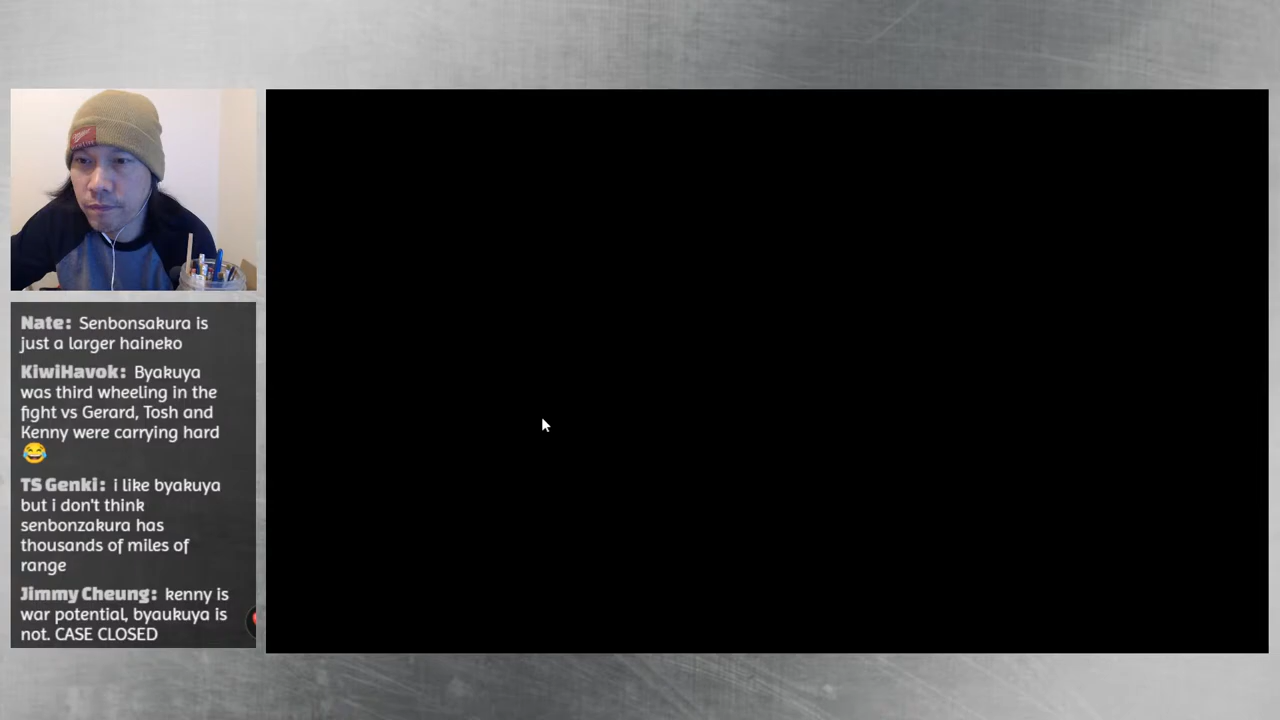 Nate: Senbonsakura is
just a larger haineko
KiwiHavok: Byakuya
was third wheeling in the
fight vs Gerard, Tosh and
Kenny were carrying hard
😂
TS Genki: i like byakuya
but i don't think
senbonzakura has
thousands of miles of
range
Jimmy Cheung: kenny is
war potential, byaukuya is
not. CASE CLOSED